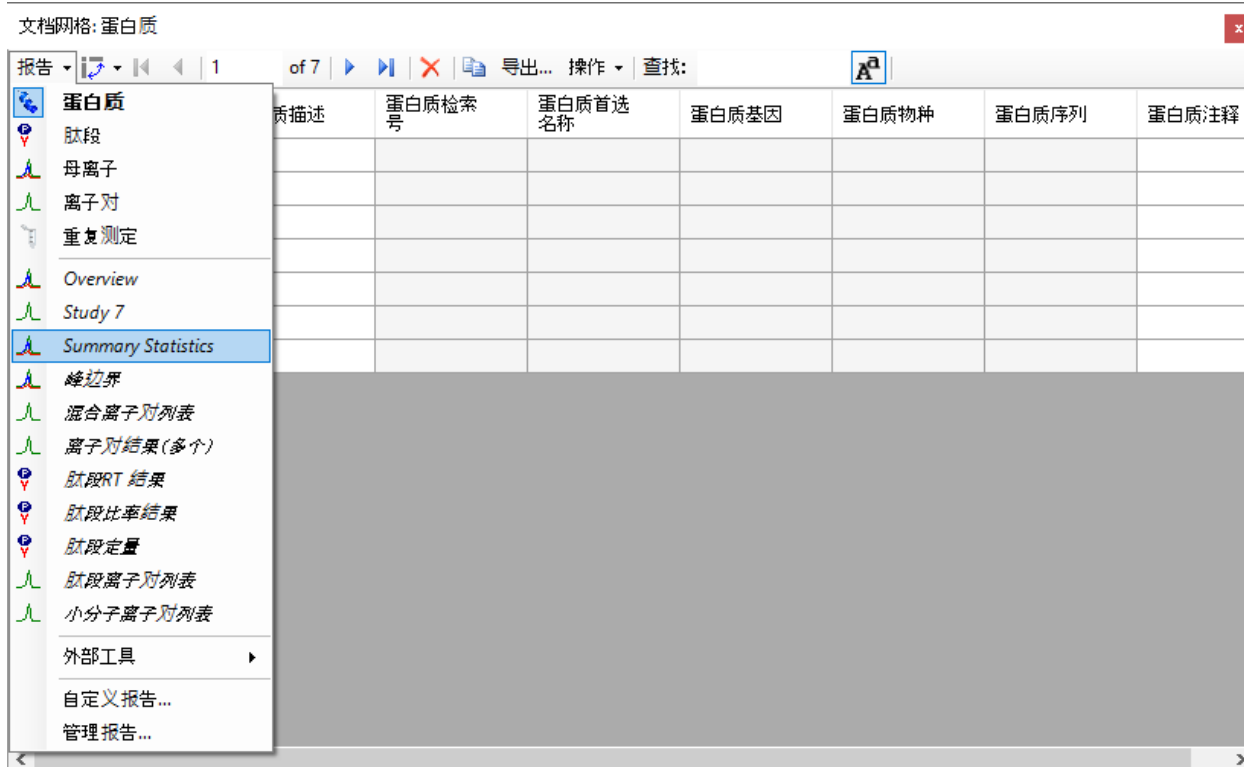 文档网格: 蛋白质
x
报告 1 of 7 导出... 操作 查找: Aa
质描述 蛋白质检索号 蛋白质首选名称 蛋白质基因 蛋白质物种 蛋白质序列 蛋白质注释
蛋白质
肽段
母离子
离子对
重复测定
Overview
Study 7
Summary Statistics
峰边界
混合离子对列表
离子对结果(多个)
肽段RT 结果
肽段比率结果
肽段定量
肽段离子对列表
小分子离子对列表
外部工具
自定义报告...
管理报告...